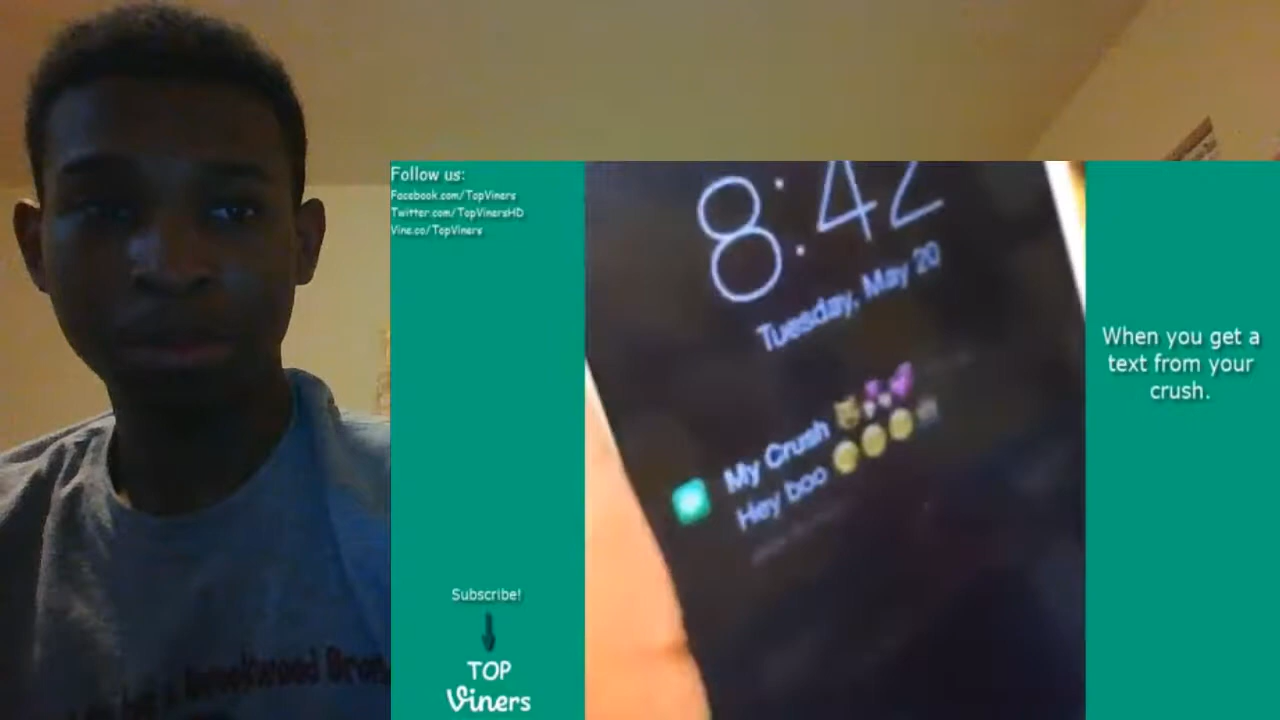 Follow us:
Facebook.com/TopViners
Twitter.com/TopVinersHD
Vine.co/TopViners
8:42
Tuesday, May 20
My Crush
Hey boo
When you get a
text from your
crush.
Subscribe!
TOP
Viners